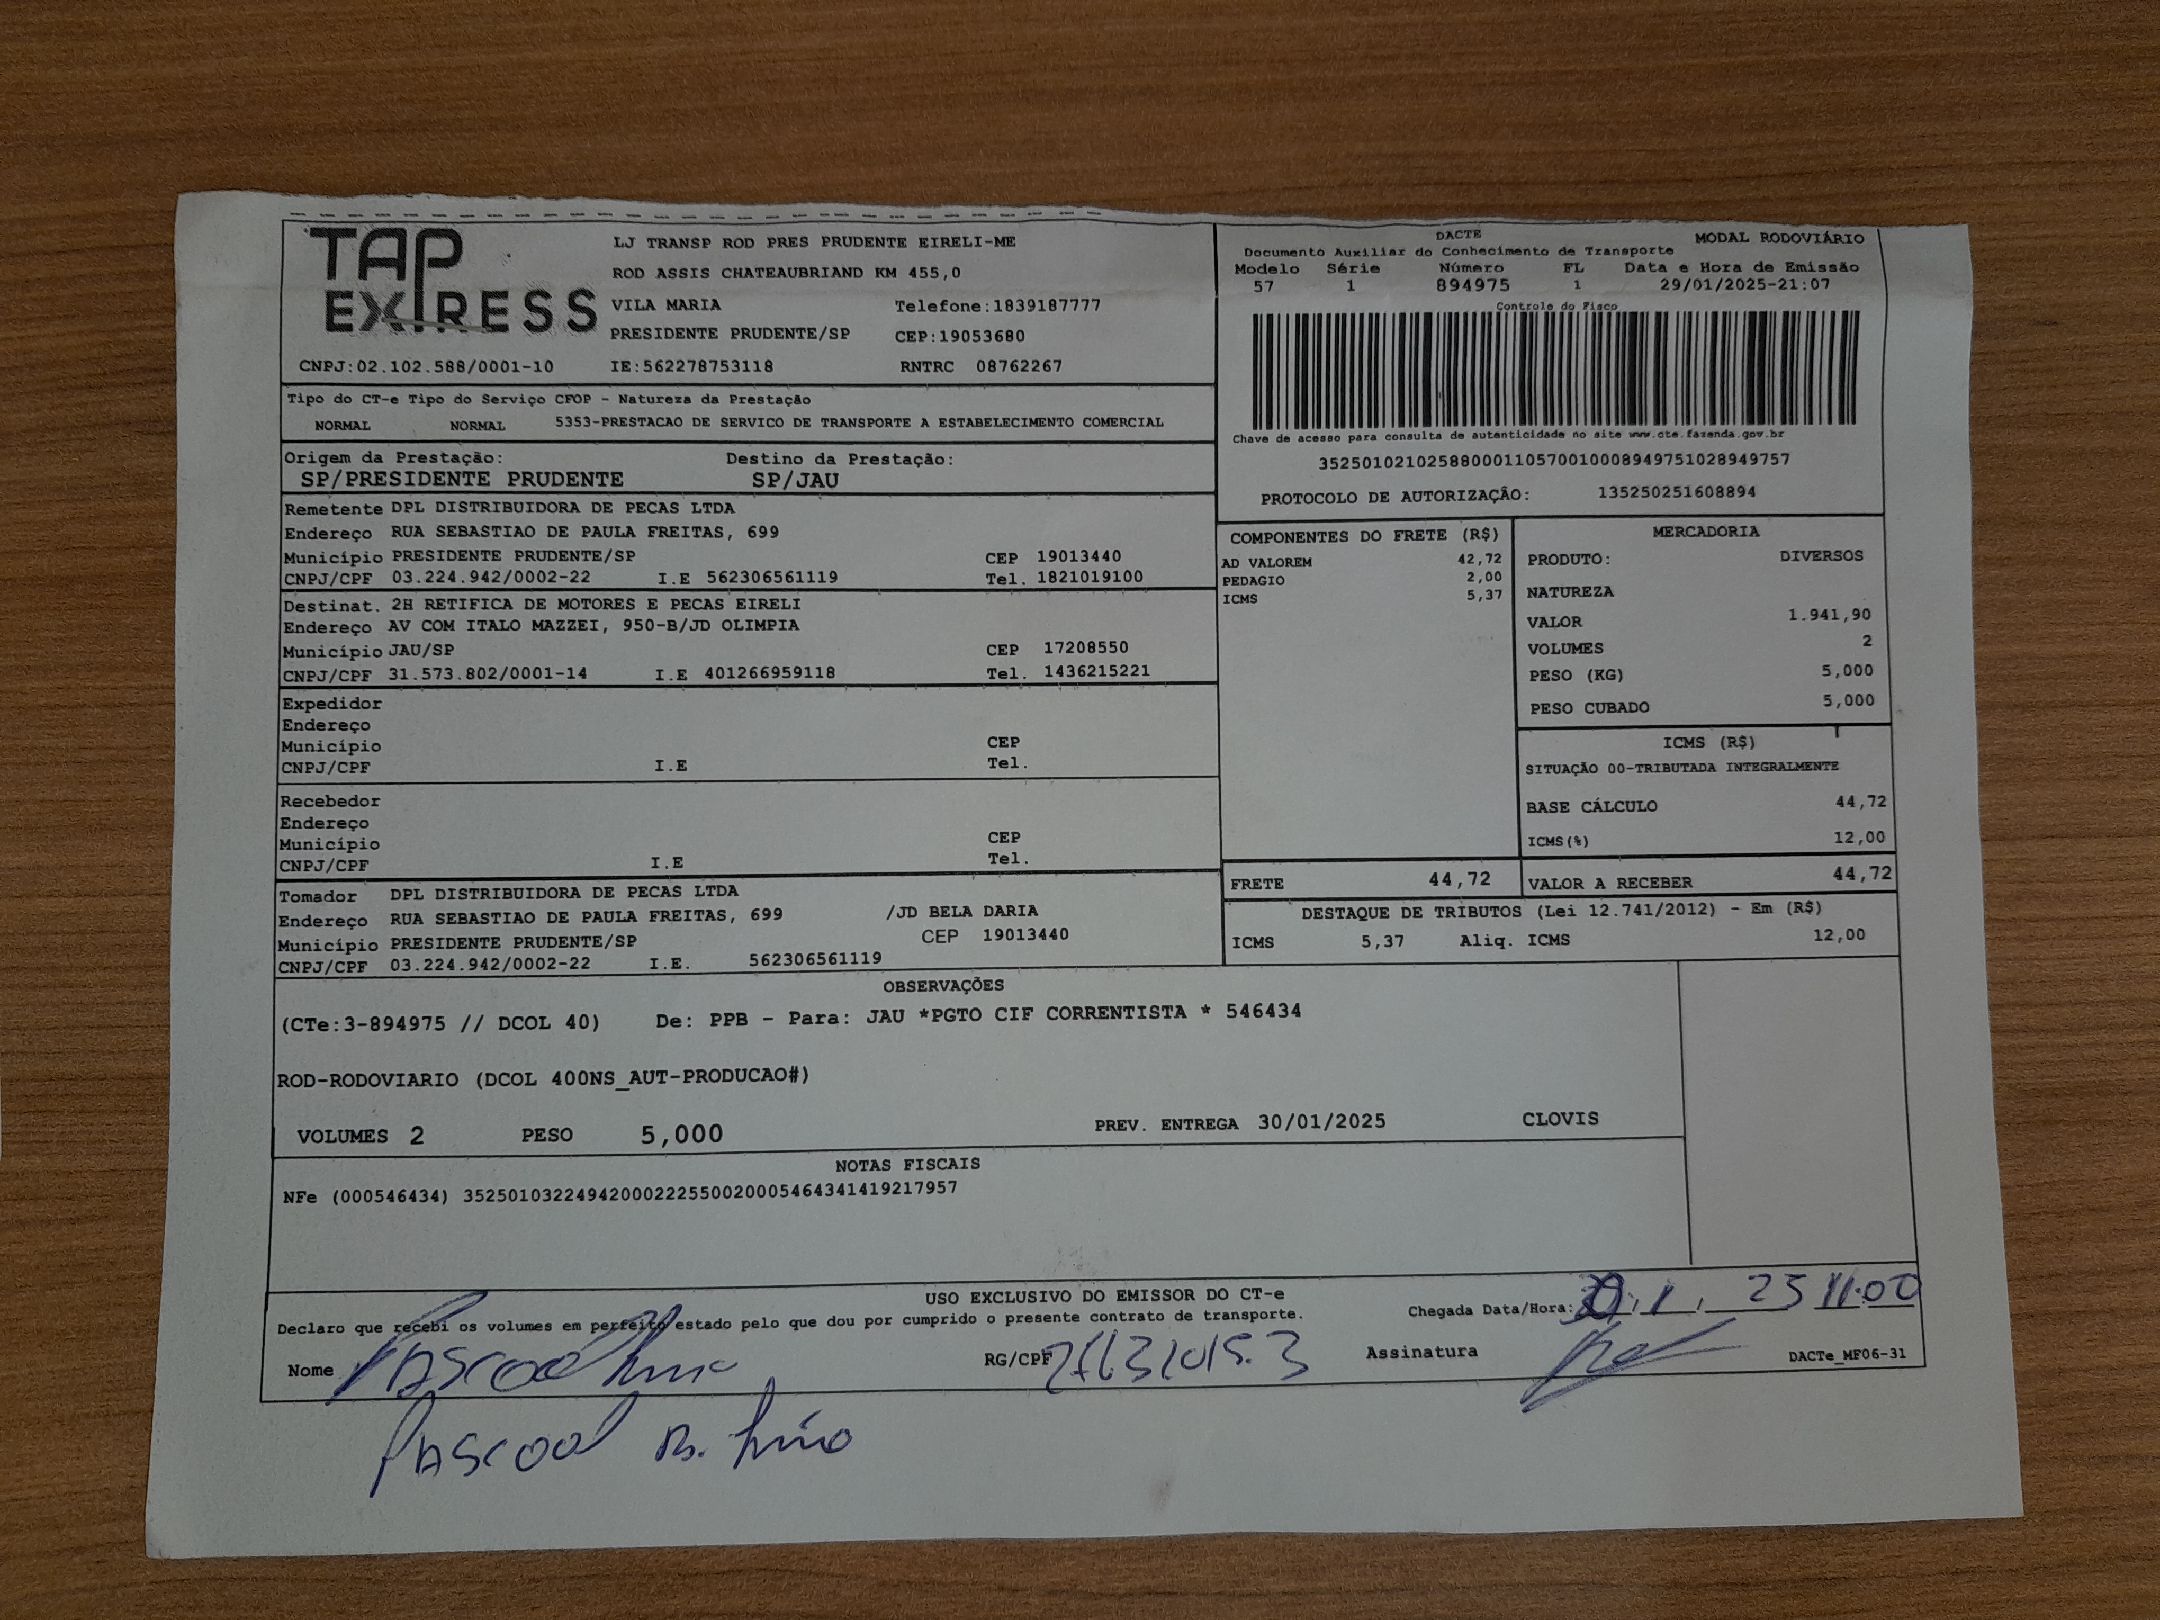 TAP
EXPRESS
LJ TRANSP ROD PRES PRUDENTE EIRELI-ME
ROD ASSIS CHATEAUBRIAND KM 455,0
VILA MARIA Telefone:1839187777
PRESIDENTE PRUDENTE/SP CEP:19053680
CNPJ:02.102.588/0001-10 IE:562278753118 RNTRC 08762267
DACTE MODAL RODOVIÁRIO
Documento Auxiliar do Conhecimento de Transporte
Modelo Série Número FL Data e Hora de Emissão
57 1 894975 1 29/01/2025-21:07
Controle do Fisco
Chave de acesso para consulta de autenticidade no site www.cte.fazenda.gov.br
35250102102588000110570010008949751028949757
PROTOCOLO DE AUTORIZAÇÃO: 135250251608894
Tipo do CT-e Tipo do Serviço CFOP - Natureza da Prestação
NORMAL NORMAL 5353-PRESTACAO DE SERVICO DE TRANSPORTE A ESTABELECIMENTO COMERCIAL
Origem da Prestação: Destino da Prestação:
SP/PRESIDENTE PRUDENTE SP/JAU
Remetente DPL DISTRIBUIDORA DE PECAS LTDA
Endereço RUA SEBASTIAO DE PAULA FREITAS, 699
Município PRESIDENTE PRUDENTE/SP CEP 19013440
CNPJ/CPF 03.224.942/0002-22 I.E 562306561119 Tel. 1821019100
Destinat. 2H RETIFICA DE MOTORES E PECAS EIRELI
Endereço AV COM ITALO MAZZEI, 950-B/JD OLIMPIA
Município JAU/SP CEP 17208550
CNPJ/CPF 31.573.802/0001-14 I.E 401266959118 Tel. 1436215221
Expedidor
Endereço
Município CEP
CNPJ/CPF I.E Tel.
Recebedor
Endereço
Município CEP
CNPJ/CPF I.E Tel.
Tomador DPL DISTRIBUIDORA DE PECAS LTDA
Endereço RUA SEBASTIAO DE PAULA FREITAS, 699 /JD BELA DARIA
Município PRESIDENTE PRUDENTE/SP CEP 19013440
CNPJ/CPF 03.224.942/0002-22 I.E. 562306561119
COMPONENTES DO FRETE (R$)
AD VALOREM 42,72
PEDAGIO 2,00
ICMS 5,37
MERCADORIA
PRODUTO: DIVERSOS
NATUREZA
VALOR 1.941,90
VOLUMES 2
PESO (KG) 5,000
PESO CUBADO 5,000
ICMS (R$)
SITUAÇÃO 00-TRIBUTADA INTEGRALMENTE
BASE CÁLCULO 44,72
ICMS(%) 12,00
FRETE 44,72 VALOR A RECEBER 44,72
DESTAQUE DE TRIBUTOS (Lei 12.741/2012) - Em (R$)
ICMS 5,37 Aliq. ICMS 12,00
OBSERVAÇÕES
(CTe:3-894975 // DCOL 40) De: PPB - Para: JAU *PGTO CIF CORRENTISTA * 546434
ROD-RODOVIARIO (DCOL 400NS_AUT-PRODUCAO#)
VOLUMES 2 PESO 5,000 PREV. ENTREGA 30/01/2025 CLOVIS
NOTAS FISCAIS
NFe (000546434) 35250103224942000222550020005464341419217957
USO EXCLUSIVO DO EMISSOR DO CT-e
Declaro que recebi os volumes em perfeito estado pelo que dou por cumprido o presente contrato de transporte.
Chegada Data/Hora: 1 25 11:00
Nome Pascoal RG/CPF Assinatura DACTe_MF06-31
Pascoal